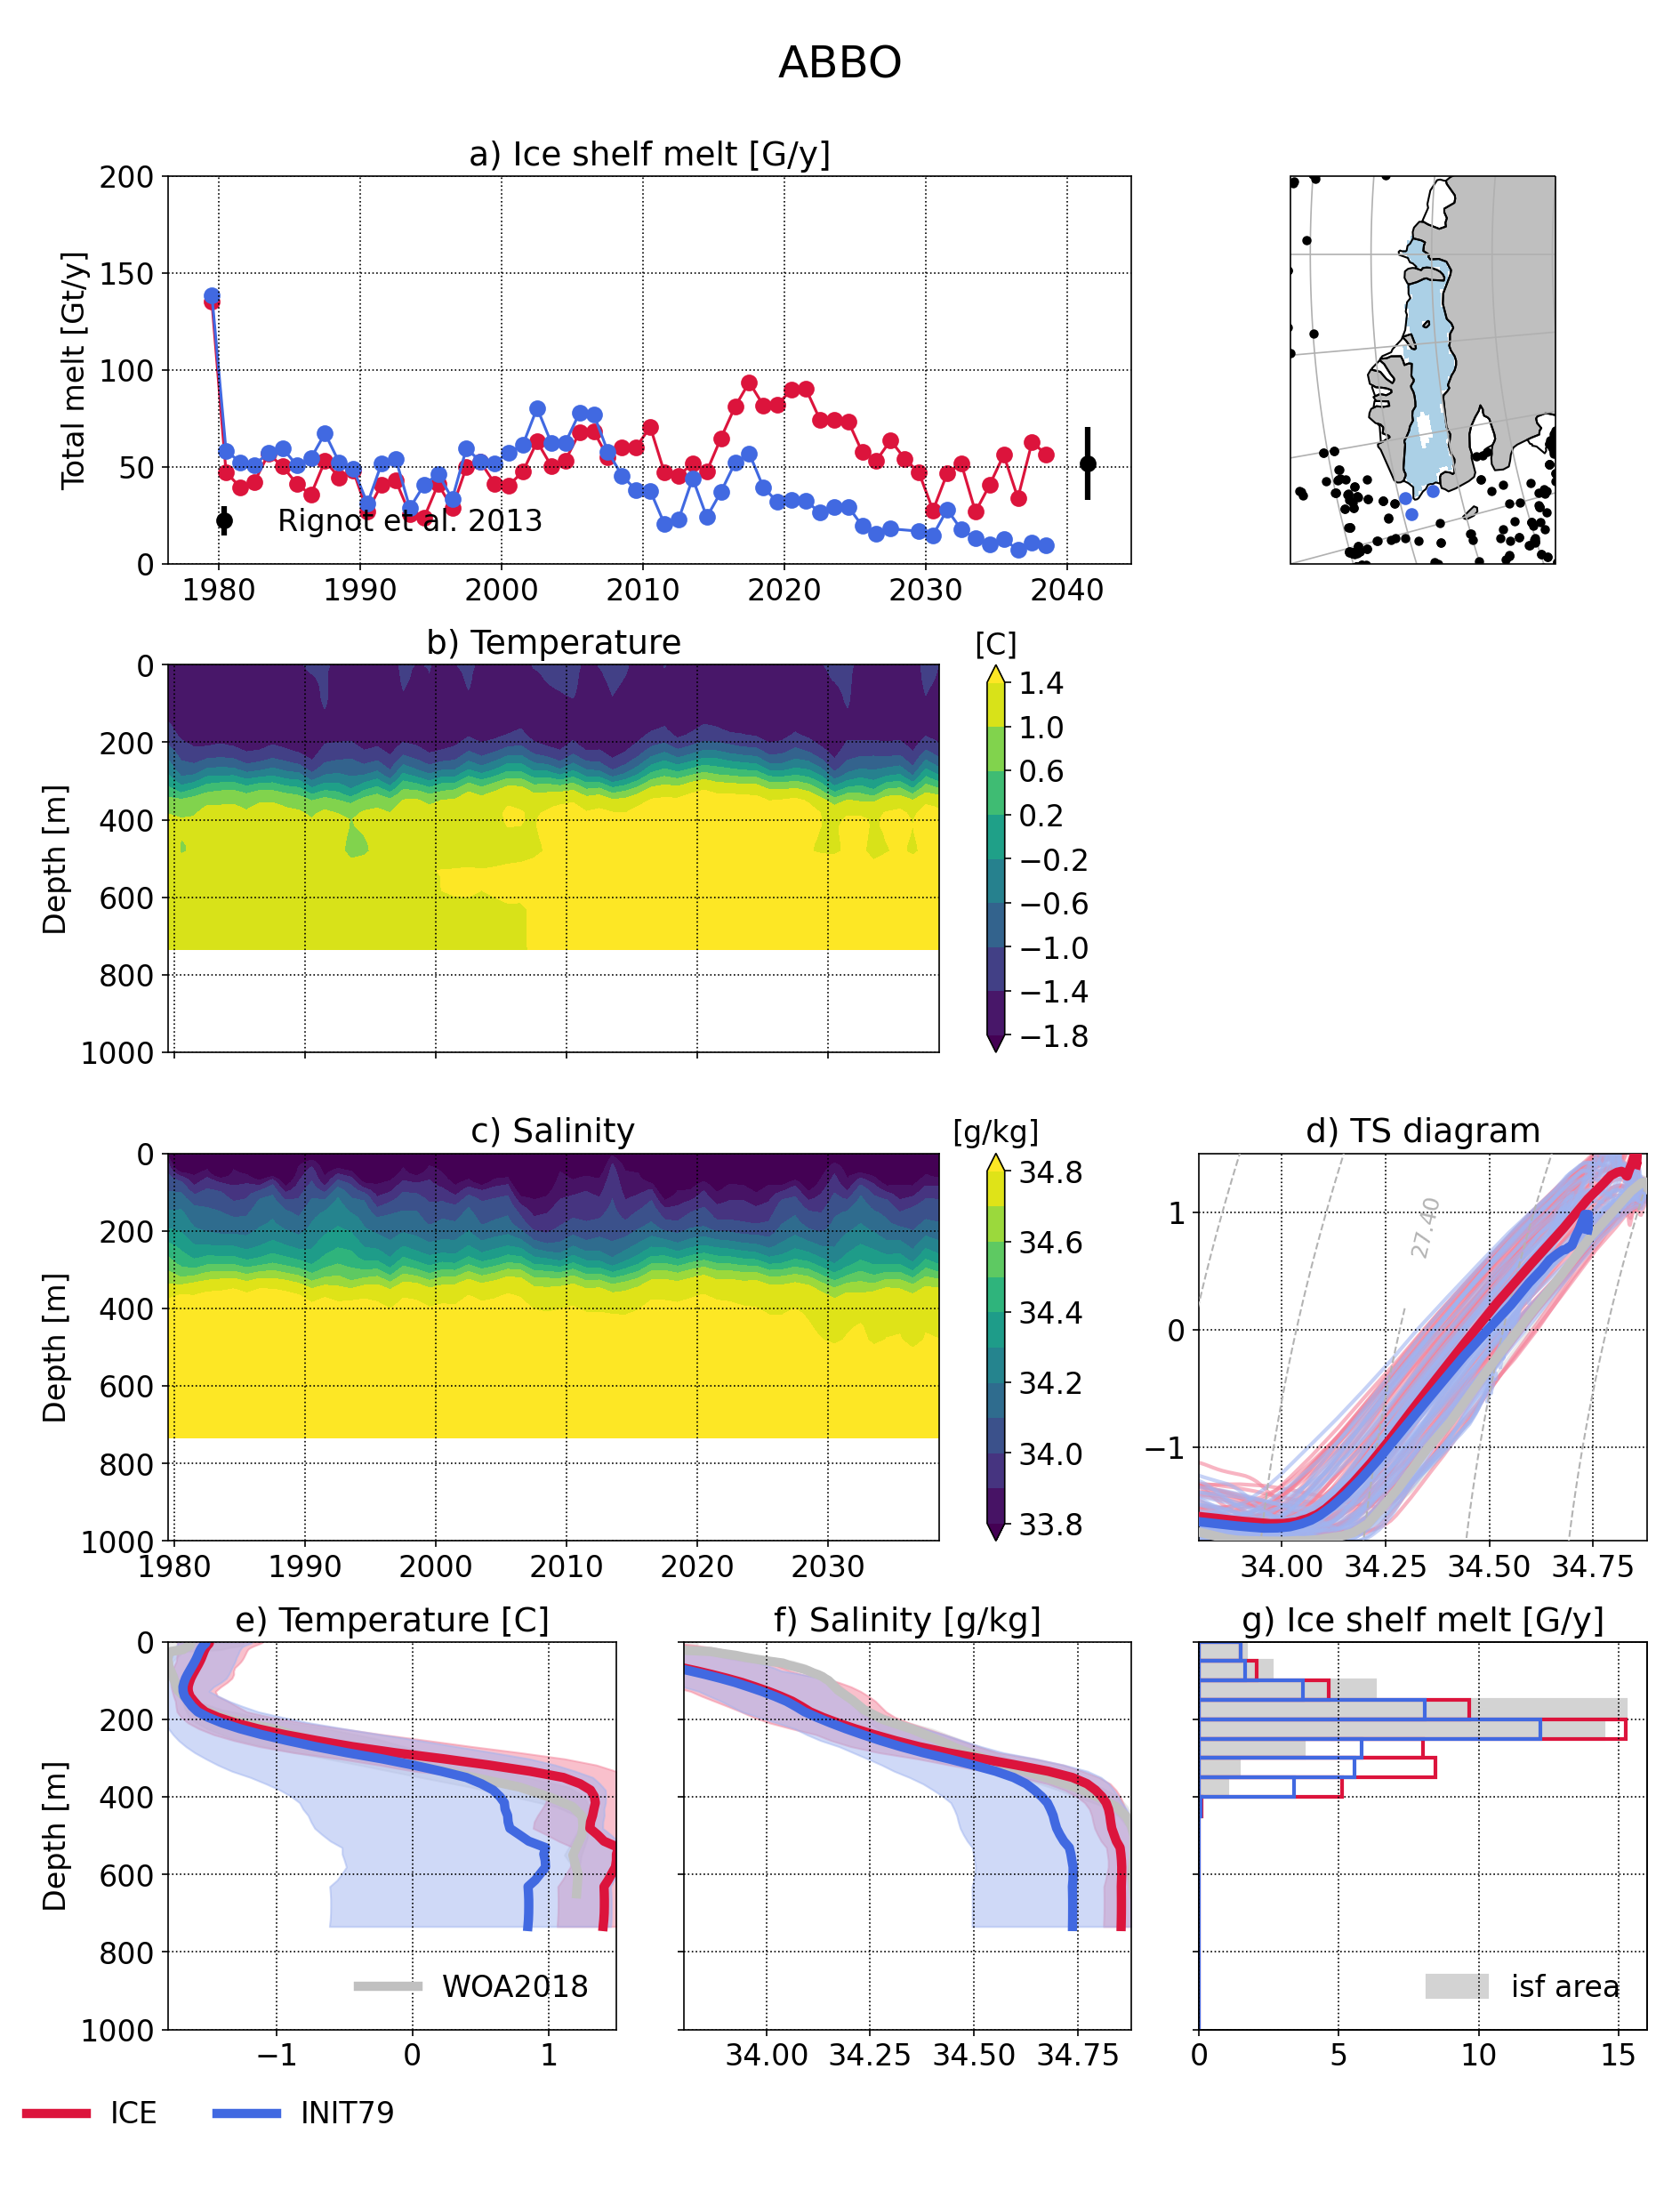 ABBO
a) Ice shelf melt [G/y]
Total melt [Gt/y]
200
150
100
50
0
Rignot et al. 2013
1980 1990 2000 2010 2020 2030 2040
b) Temperature
[C]
Depth [m]
0
200
400
600
800
1000
1.4
1.0
0.6
0.2
−0.2
−0.6
−1.0
−1.4
−1.8
c) Salinity
[g/kg]
Depth [m]
0
200
400
600
800
1000
1980 1990 2000 2010 2020 2030
34.8
34.6
34.4
34.2
34.0
33.8
d) TS diagram
27.40
1
0
−1
34.00 34.25 34.50 34.75
e) Temperature [C]
Depth [m]
0
200
400
600
800
1000
WOA2018
−1 0 1
f) Salinity [g/kg]
34.00 34.25 34.50 34.75
g) Ice shelf melt [G/y]
isf area
0 5 10 15
ICE INIT79